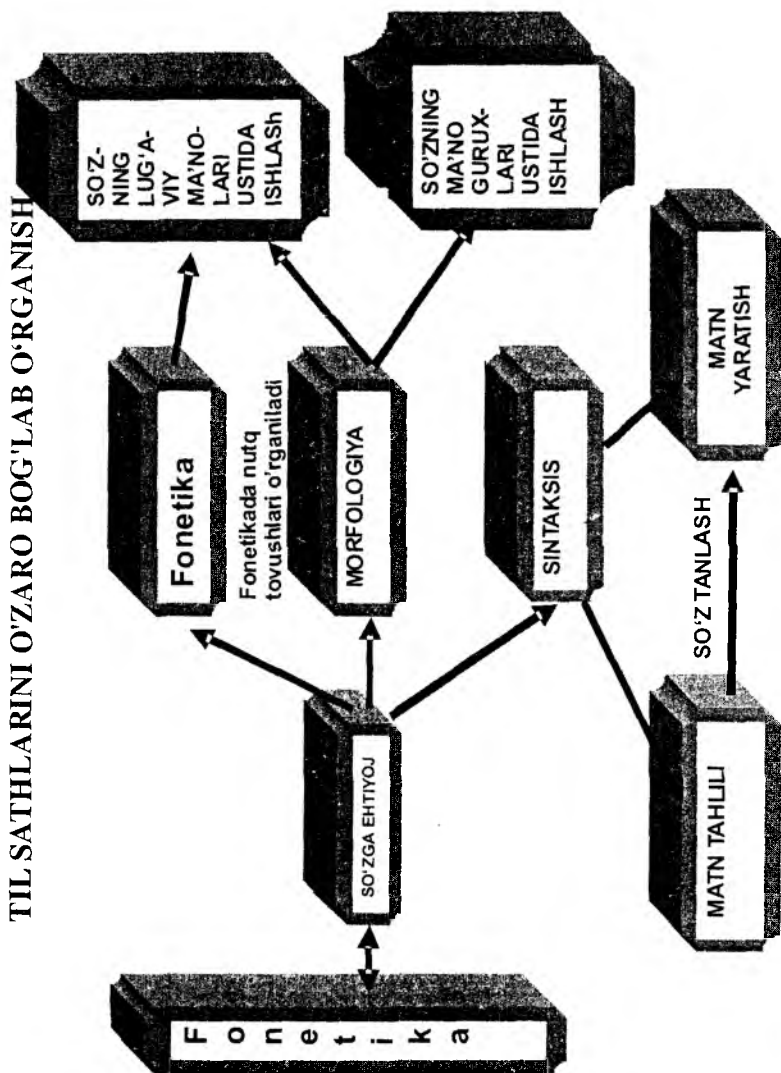 TIL SATHLARINI O'ZARO BOG'LAB O'RGANISH
Fonetika
SO'ZGA EHTIYOJ
Fonetika
Fonetikada nutq
tovushlari o'rganiladi
MORFOLOGIYA
SINTAKSIS
SO'Z-
NING
LUG'A-
VIY
MA'NO-
LARI
USTIDA
ISHLASh
SO'ZNING
MA'NO
GURUX-
LARI
USTIDA
ISHLASH
MATN TAHLILI
SO'Z TANLASH
MATN
YARATISH